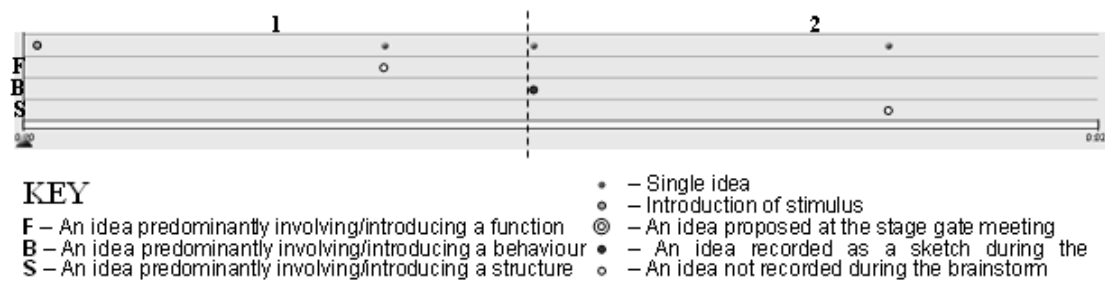 1 2
F
B
S
0:00 0:02
KEY
F – An idea predominantly involving/introducing a function
B – An idea predominantly involving/introducing a behaviour
S – An idea predominantly involving/introducing a structure
– Single idea
– Introduction of stimulus
– An idea proposed at the stage gate meeting
– An idea recorded as a sketch during the
– An idea not recorded during the brainstorm